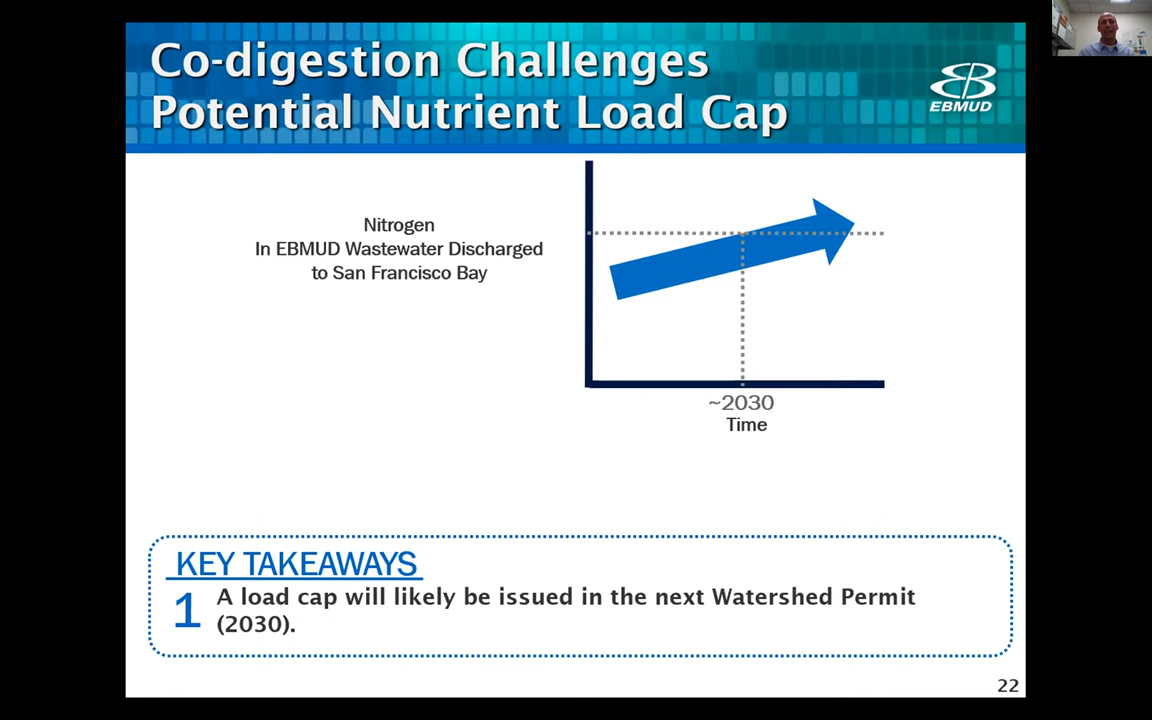 Co-digestion Challenges
Potential Nutrient Load Cap
EBMUD
Nitrogen
In EBMUD Wastewater Discharged
to San Francisco Bay
~2030
Time
KEY TAKEAWAYS
1 A load cap will likely be issued in the next Watershed Permit
(2030).
22